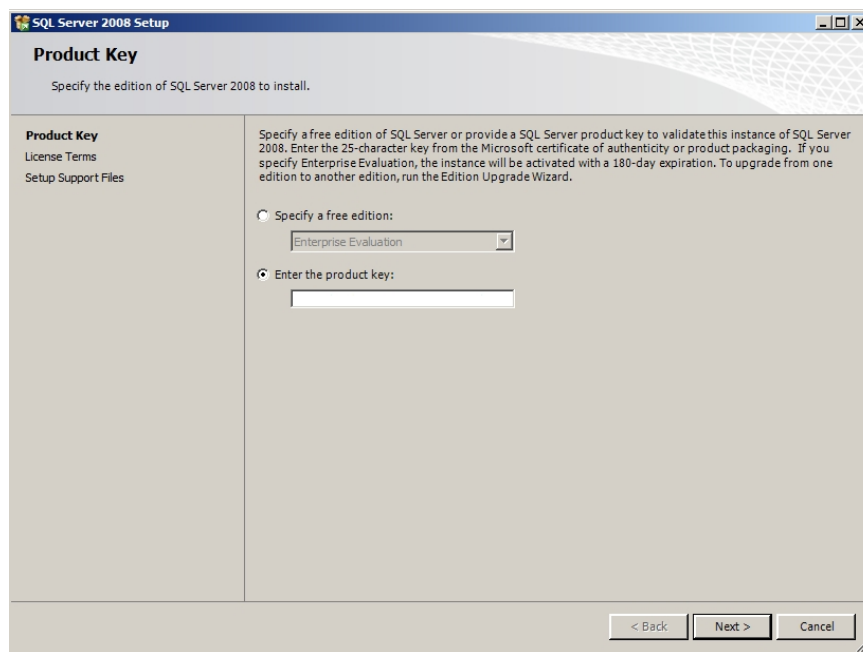 SQL Server 2008 Setup
Product Key
Specify the edition of SQL Server 2008 to install.
Product Key
License Terms
Setup Support Files
Specify a free edition of SQL Server or provide a SQL Server product key to validate this instance of SQL Server
2008. Enter the 25-character key from the Microsoft certificate of authenticity or product packaging. If you
specify Enterprise Evaluation, the instance will be activated with a 180-day expiration. To upgrade from one
edition to another edition, run the Edition Upgrade Wizard.
Specify a free edition:
Enterprise Evaluation
Enter the product key:
< Back
Next >
Cancel